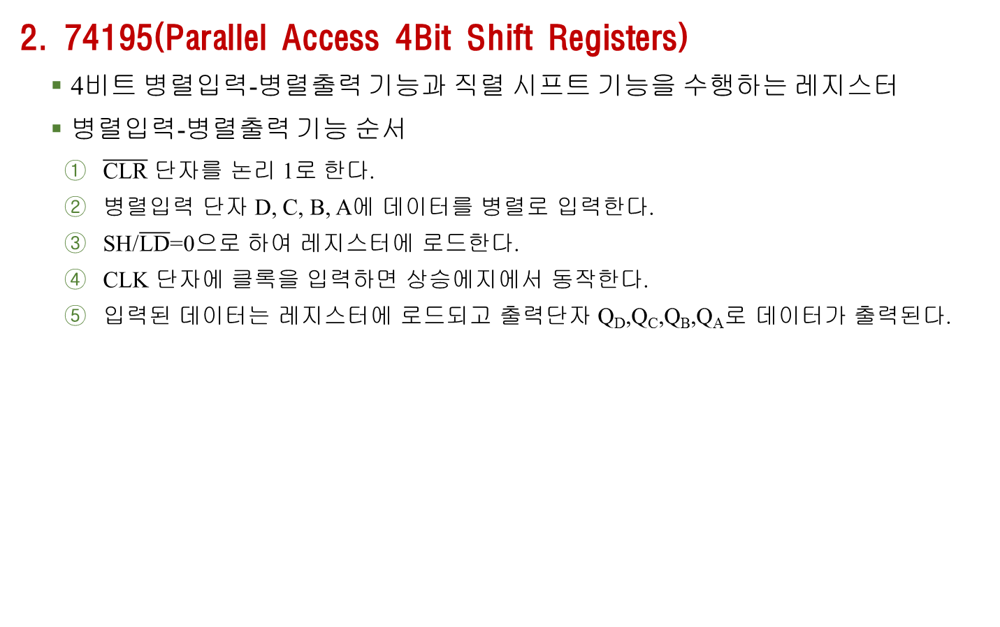 2. 74195(Parallel Access 4Bit Shift Registers)
▪ 4비트 병렬입력-병렬출력 기능과 직렬 시프트 기능을 수행하는 레지스터
▪ 병렬입력-병렬출력 기능 순서
① C̅L̅R̅ 단자를 논리 1로 한다.
② 병렬입력 단자 D, C, B, A에 데이터를 병렬로 입력한다.
③ SH/L̅D̅=0으로 하여 레지스터에 로드한다.
④ CLK 단자에 클록을 입력하면 상승에지에서 동작한다.
⑤ 입력된 데이터는 레지스터에 로드되고 출력단자 Q_D,Q_C,Q_B,Q_A로 데이터가 출력된다.